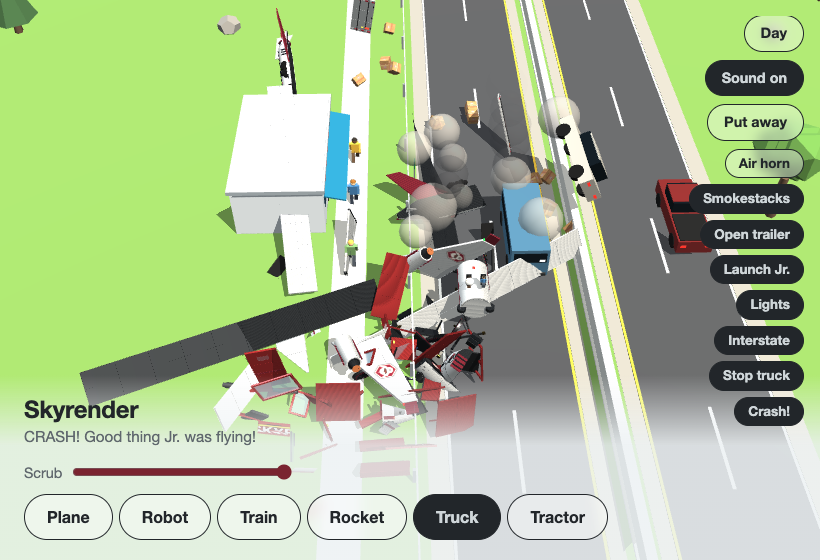 Day
Sound on
Put away
Air horn
Smokestacks
Open trailer
Launch Jr.
Lights
Interstate
Stop truck
Crash!
Skyrender
CRASH! Good thing Jr. was flying!
Scrub
Plane Robot Train Rocket Truck Tractor